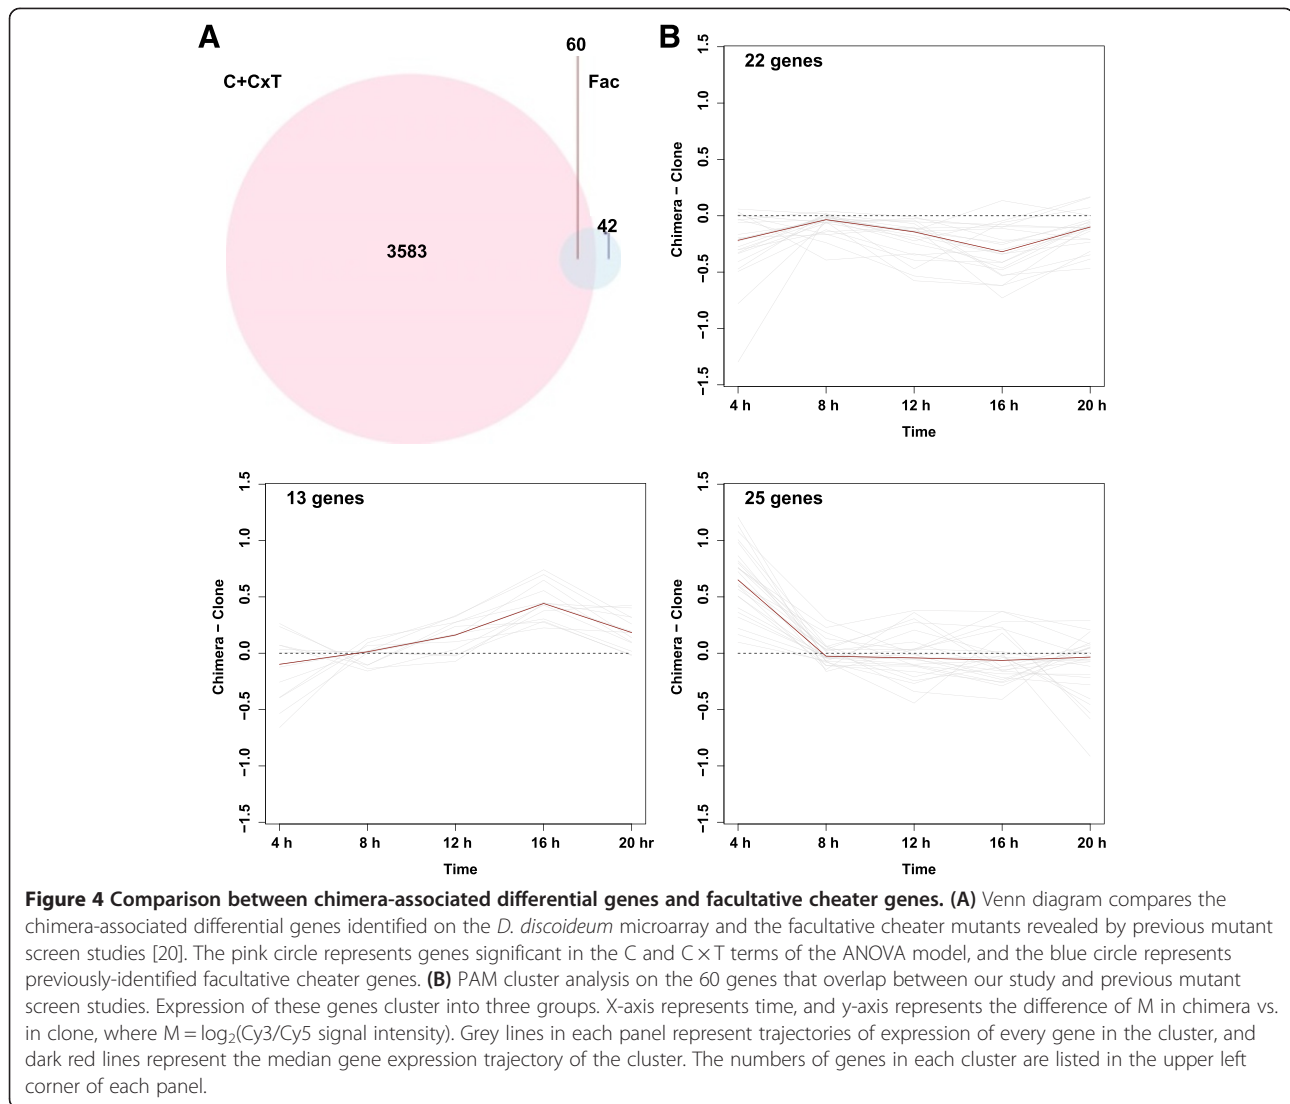 A
60
C+CxT
Fac
42
3583
B
22 genes
1.5
1.0
0.5
0.0
−0.5
−1.0
−1.5
Chimera − Clone
4 h 8 h 12 h 16 h 20 h
Time
13 genes
1.5
1.0
0.5
0.0
−0.5
−1.0
−1.5
Chimera − Clone
4 h 8 h 12 h 16 h 20 hr
Time
25 genes
1.5
1.0
0.5
0.0
−0.5
−1.0
−1.5
Chimera − Clone
4 h 8 h 12 h 16 h 20 h
Time
Figure 4 Comparison between chimera-associated differential genes and facultative cheater genes. (A) Venn diagram compares the
chimera-associated differential genes identified on the D. discoideum microarray and the facultative cheater mutants revealed by previous mutant
screen studies [20]. The pink circle represents genes significant in the C and C × T terms of the ANOVA model, and the blue circle represents
previously-identified facultative cheater genes. (B) PAM cluster analysis on the 60 genes that overlap between our study and previous mutant
screen studies. Expression of these genes cluster into three groups. X-axis represents time, and y-axis represents the difference of M in chimera vs.
in clone, where M = log₂(Cy3/Cy5 signal intensity). Grey lines in each panel represent trajectories of expression of every gene in the cluster, and
dark red lines represent the median gene expression trajectory of the cluster. The numbers of genes in each cluster are listed in the upper left
corner of each panel.